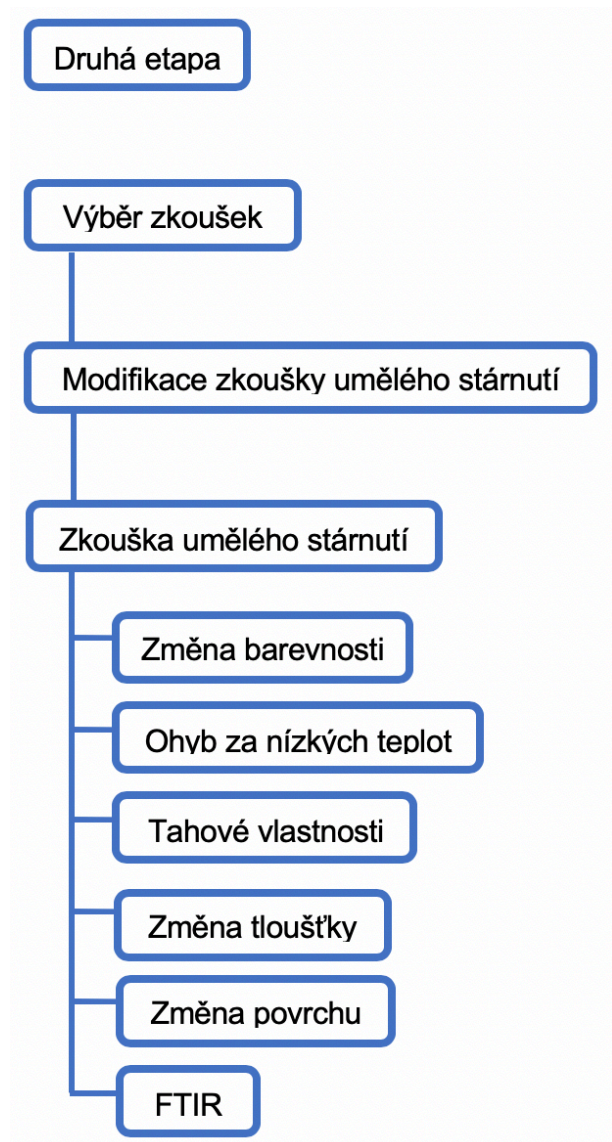 Druhá etapa
Výběr zkoušek
Modifikace zkoušky umělého stárnutí
Zkouška umělého stárnutí
Změna barevnosti
Ohyb za nízkých teplot
Tahové vlastnosti
Změna tloušťky
Změna povrchu
FTIR